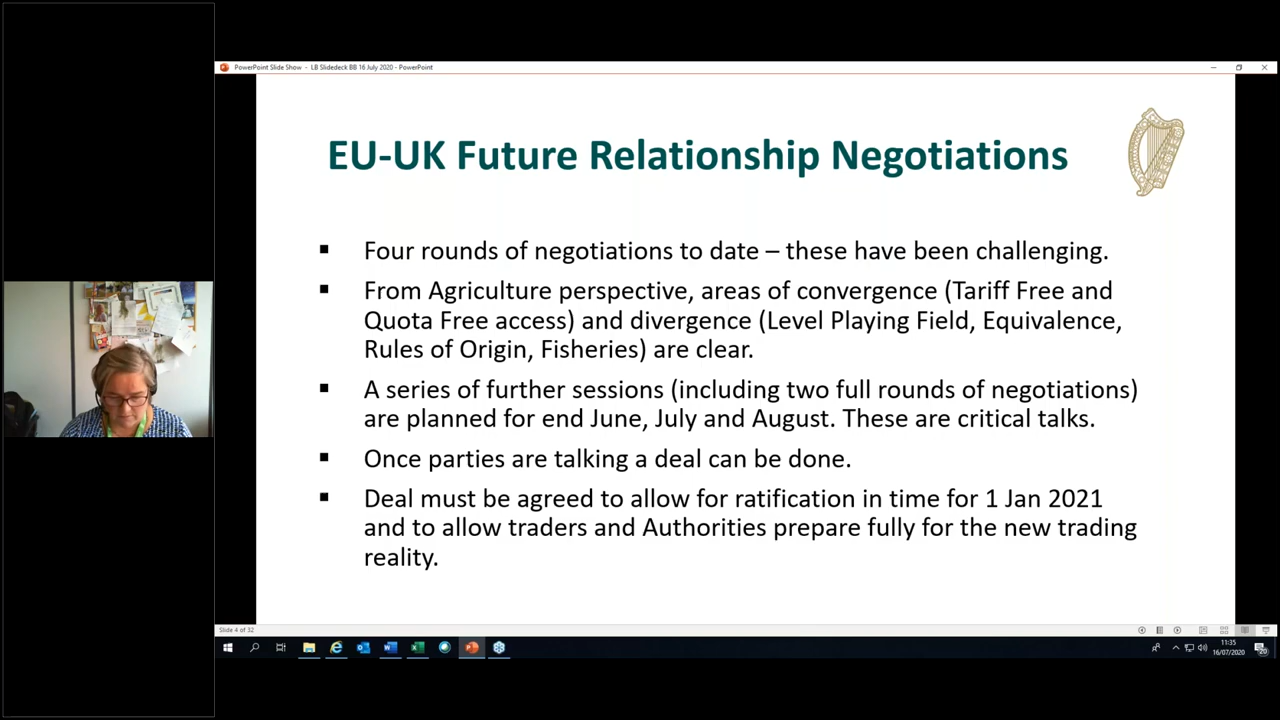 PowerPoint Slide Show - LB Slidedeck BB 16 July 2020 - PowerPoint
EU-UK Future Relationship Negotiations
▪ Four rounds of negotiations to date – these have been challenging.
▪ From Agriculture perspective, areas of convergence (Tariff Free and
Quota Free access) and divergence (Level Playing Field, Equivalence,
Rules of Origin, Fisheries) are clear.
▪ A series of further sessions (including two full rounds of negotiations)
are planned for end June, July and August. These are critical talks.
▪ Once parties are talking a deal can be done.
▪ Deal must be agreed to allow for ratification in time for 1 Jan 2021
and to allow traders and Authorities prepare fully for the new trading
reality.
Slide 4 of 32
11:35
16/07/2020
20